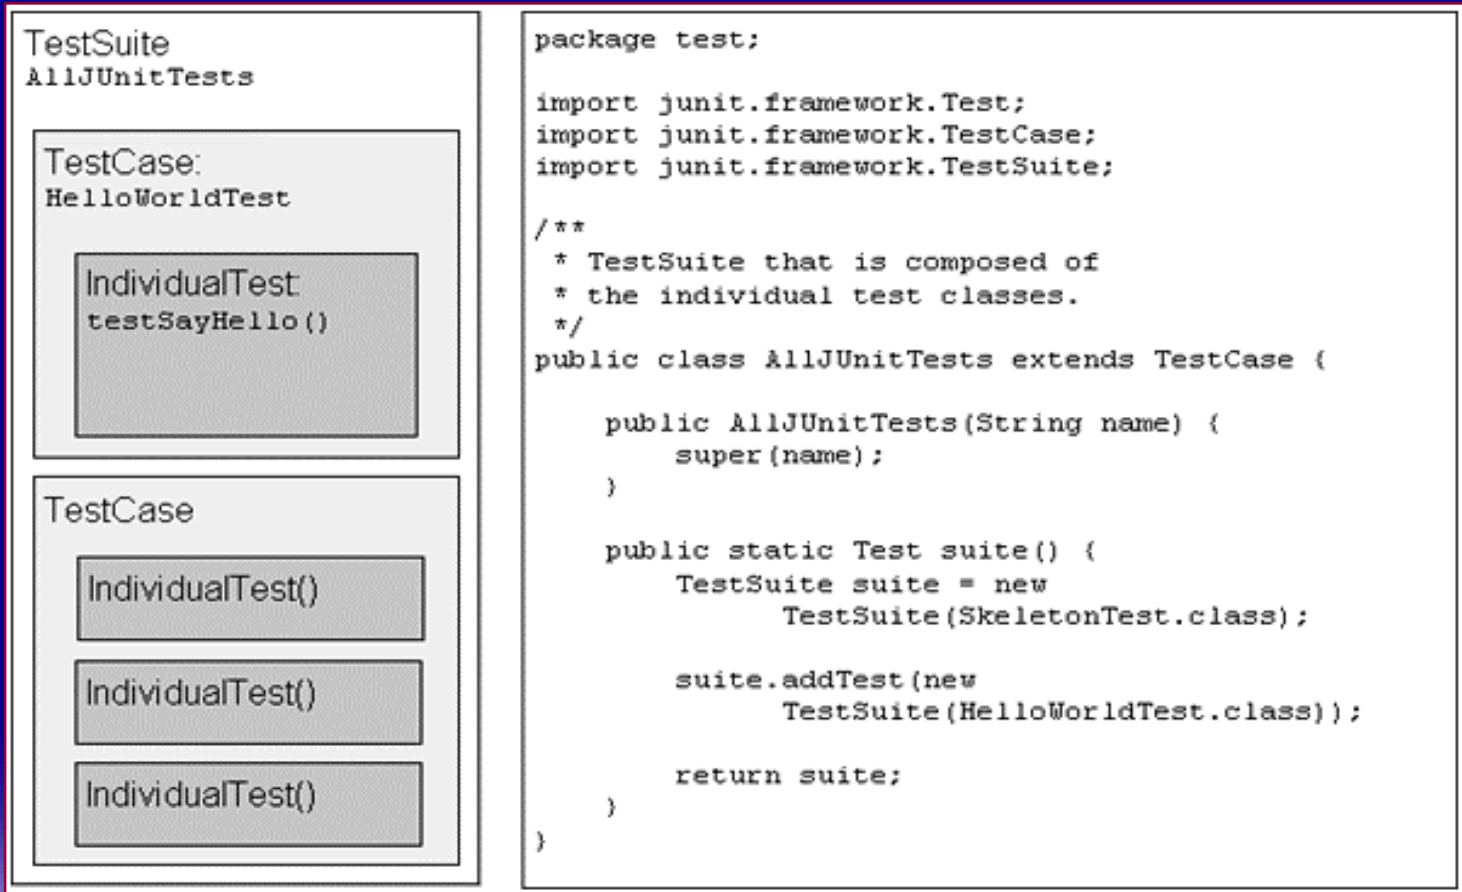 TestSuite
AllJUnitTests
TestCase:
HelloWorldTest
IndividualTest:
testSayHello()
TestCase
IndividualTest()
IndividualTest()
IndividualTest()
package test;
import junit.framework.Test;
import junit.framework.TestCase;
import junit.framework.TestSuite;
/**
* TestSuite that is composed of
* the individual test classes.
*/
public class AllJUnitTests extends TestCase {
public AllJUnitTests(String name) {
super(name);
}
public static Test suite() {
TestSuite suite = new
TestSuite(SkeletonTest.class);
suite.addTest(new
TestSuite(HelloWorldTest.class));
return suite;
}
}